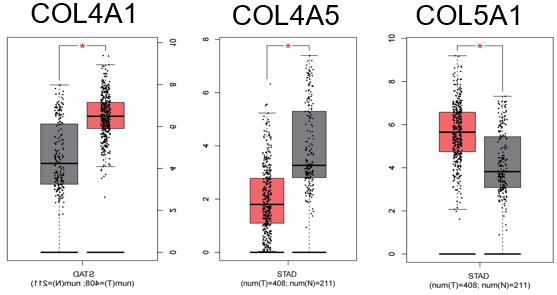 COL4A1
COL4A5
COL5A1
*
*
*
10
8
6
4
2
0
8
6
4
2
0
10
8
6
4
2
0
STAD
(num(T)=408; num(N)=211)
STAD
(num(T)=408; num(N)=211)
STAD
(num(T)=408; num(N)=211)